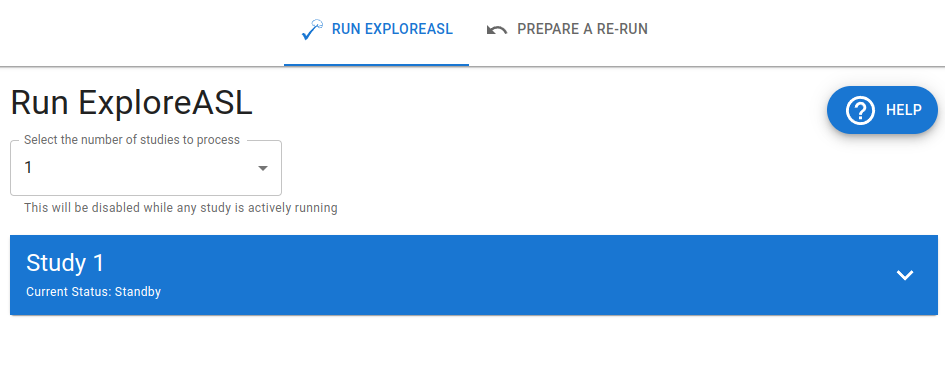 RUN EXPLOREASL
PREPARE A RE-RUN
Run ExploreASL
HELP
Select the number of studies to process
1
This will be disabled while any study is actively running
Study 1
Current Status: Standby